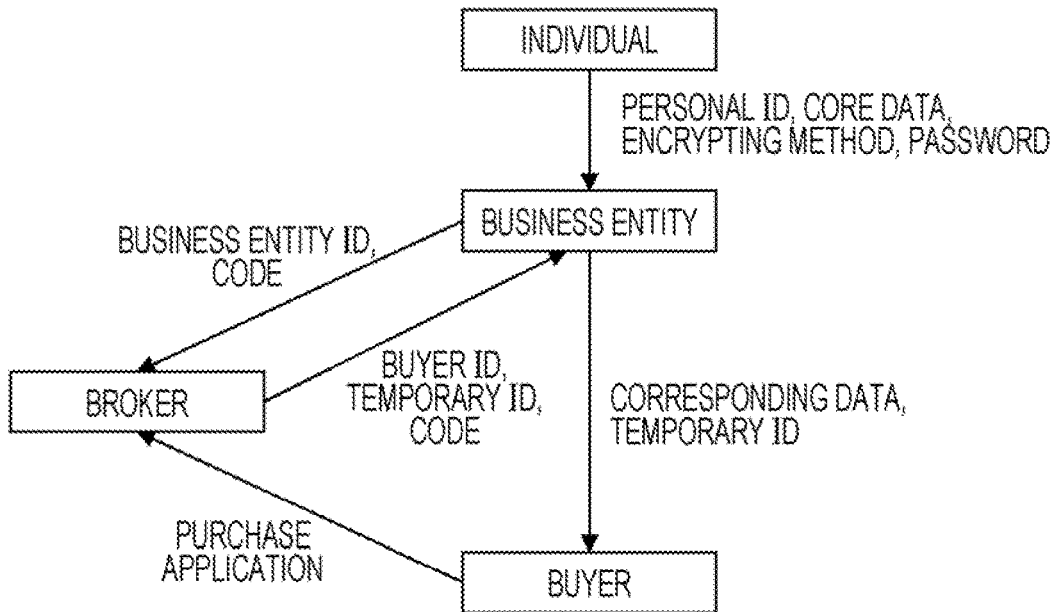 INDIVIDUAL
PERSONAL ID, CORE DATA,
ENCRYPTING METHOD, PASSWORD
BUSINESS ENTITY
BUSINESS ENTITY ID,
CODE
BUYER ID,
TEMPORARY ID,
CODE
BROKER
CORRESPONDING DATA,
TEMPORARY ID
PURCHASE
APPLICATION
BUYER